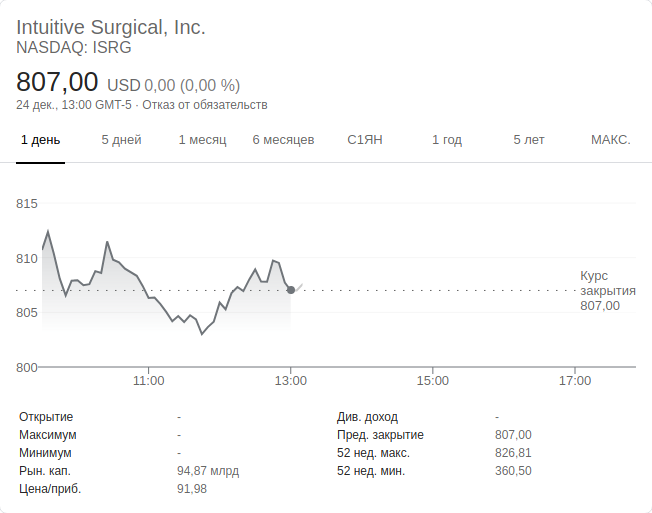 Intuitive Surgical, Inc.
NASDAQ: ISRG
807,00 USD 0,00 (0,00 %)
24 дек., 13:00 GMT-5 · Отказ от обязательств
1 день 5 дней 1 месяц 6 месяцев С1ЯН 1 год 5 лет МАКС.
815
810
805
800
Курс
закрытия
807,00
11:00 13:00 15:00 17:00
Открытие - Див. доход -
Максимум - Пред. закрытие 807,00
Минимум - 52 нед. макс. 826,81
Рын. кап. 94,87 млрд 52 нед. мин. 360,50
Цена/приб. 91,98